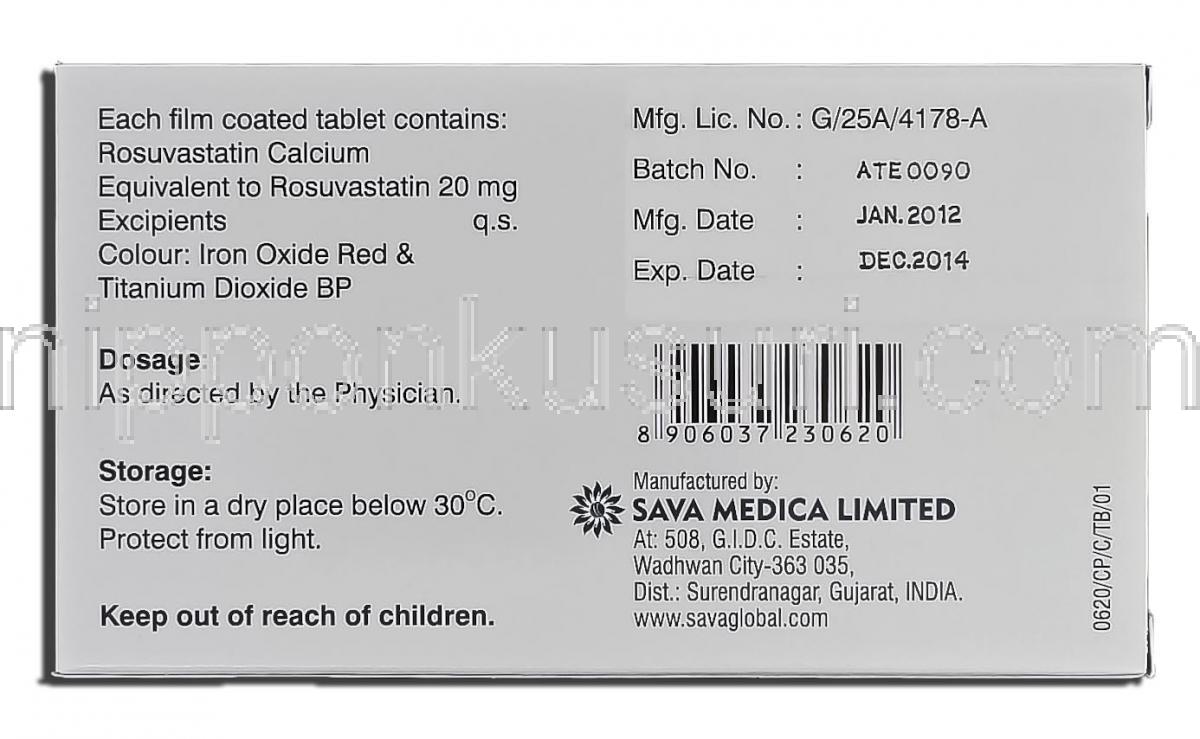 Each film coated tablet contains:
Rosuvastatin Calcium
Equivalent to Rosuvastatin 20 mg
Excipients q.s.
Colour: Iron Oxide Red &
Titanium Dioxide BP
Dosage:
As directed by the Physician.
Storage:
Store in a dry place below 30°C.
Protect from light.
Keep out of reach of children.
Mfg. Lic. No.: G/25A/4178-A
Batch No. : ATE0090
Mfg. Date : JAN.2012
Exp. Date : DEC.2014
8 906037 230620
Manufactured by:
SAVA MEDICA LIMITED
At: 508, G.I.D.C. Estate,
Wadhwan City-363 035,
Dist.: Surendranagar, Gujarat, INDIA.
www.savaglobal.com
0620/CP/C/TB/01
nipponkusuri.com